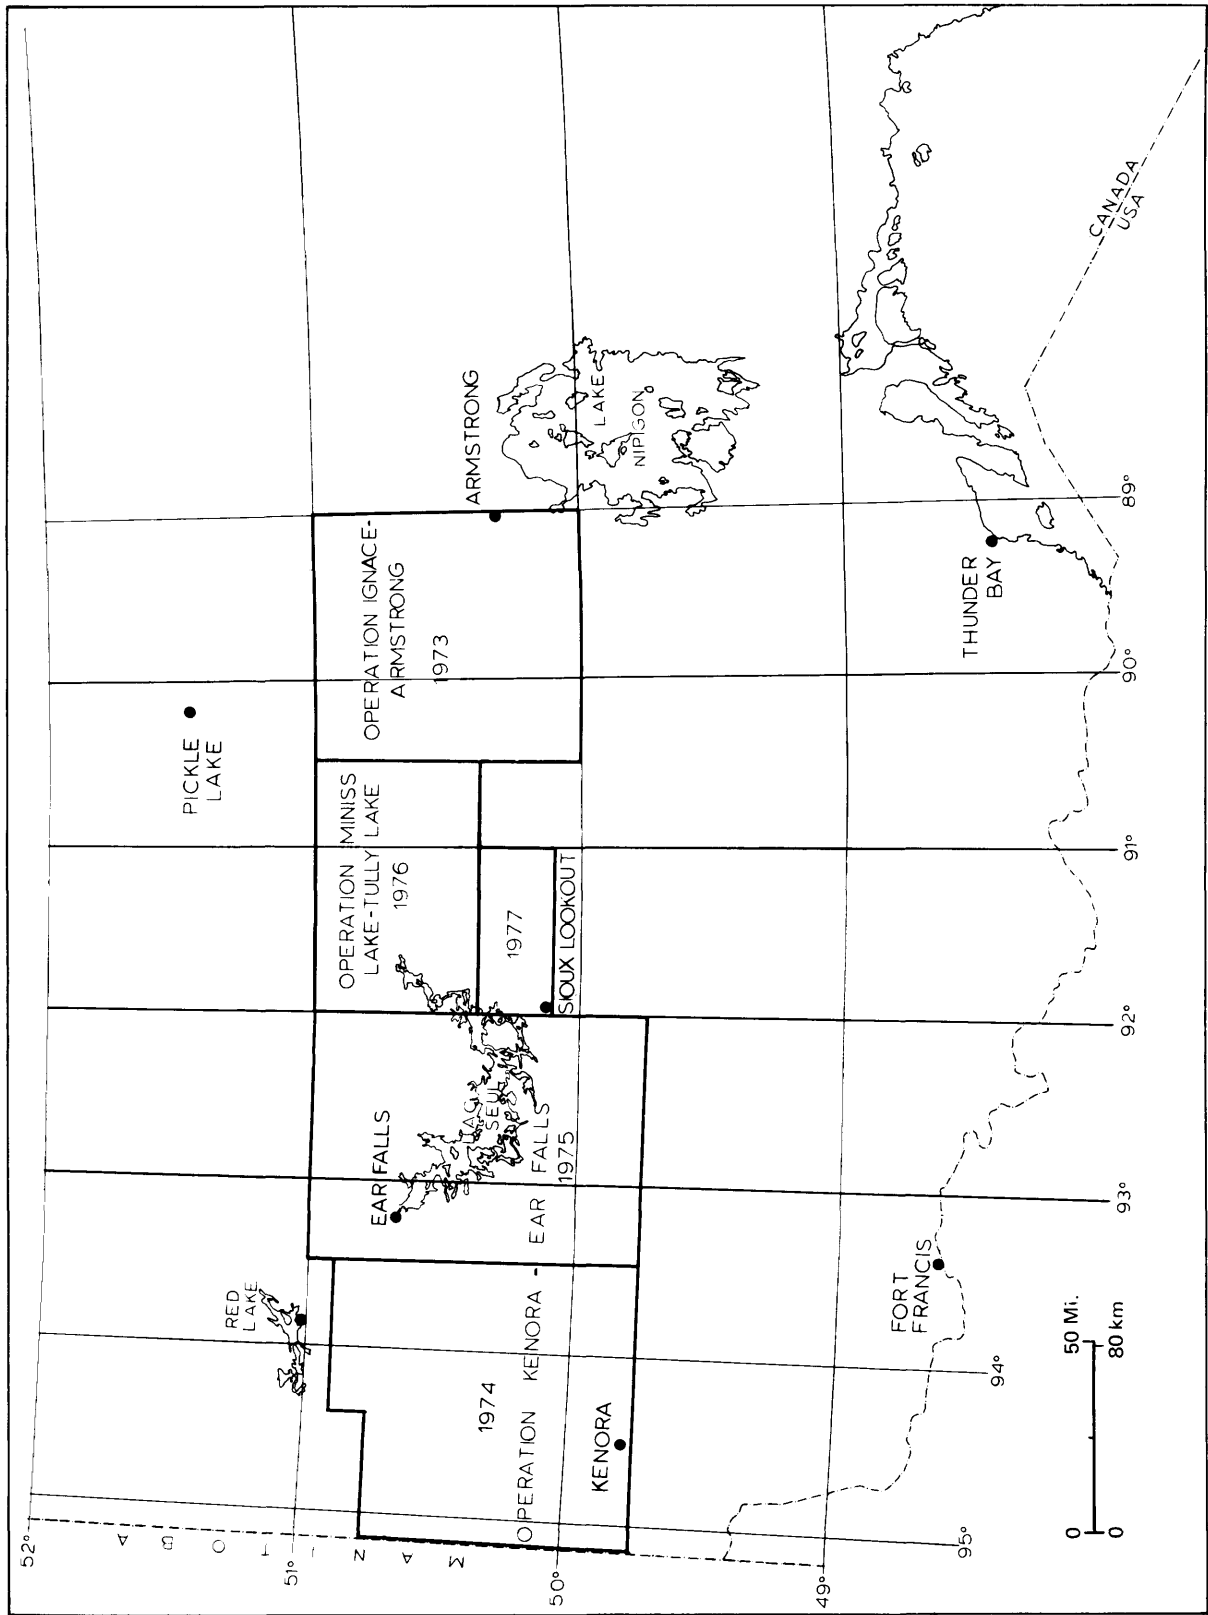 52°
51°
50°
49°
MANITOBA
RED
LAKE
PICKLE
LAKE
EAR FALLS
OPERATION MINISS
LAKE-TULLY LAKE
1976
OPERATION IGNACE-
ARMSTRONG
1973
ARMSTRONG
LAC
SEUL
1974
OPERATION KENORA - EAR FALLS
1975
1977
SIOUX LOOKOUT
KENORA
LAKE
NIPIGON
FORT
FRANCIS
THUNDER
BAY
CANADA
USA
95°
94°
93°
92°
91°
90°
89°
0 50 Mi.
0 80 km